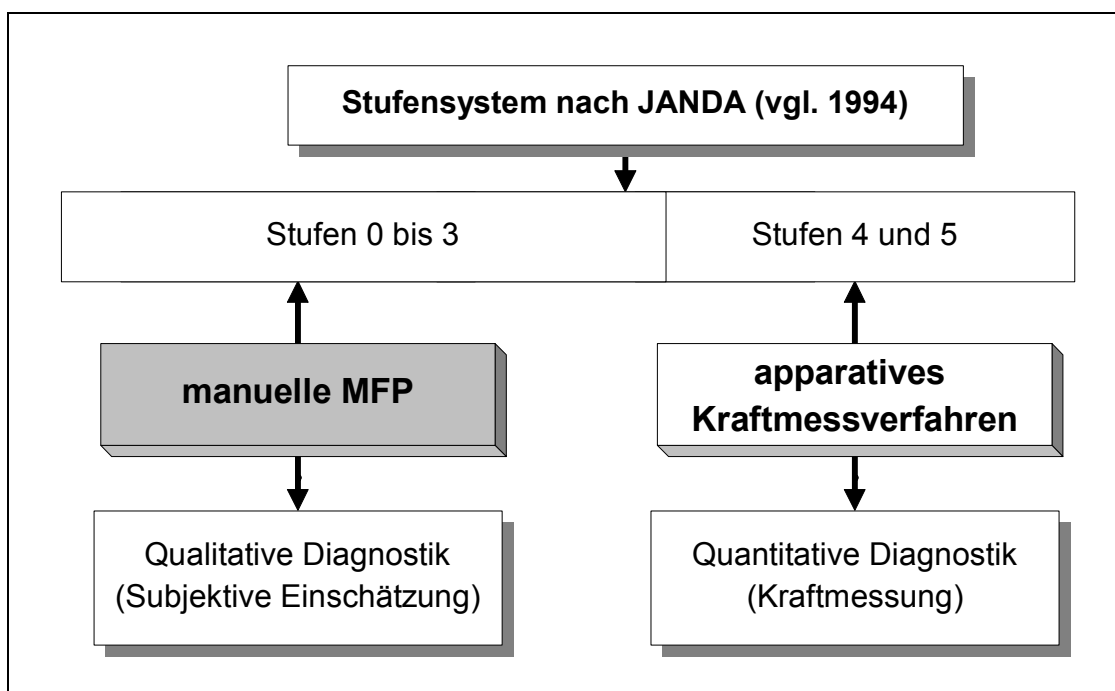 Stufensystem nach JANDA (vgl. 1994)
Stufen 0 bis 3
Stufen 4 und 5
manuelle MFP
apparatives
Kraftmessverfahren
Qualitative Diagnostik
(Subjektive Einschätzung)
Quantitative Diagnostik
(Kraftmessung)